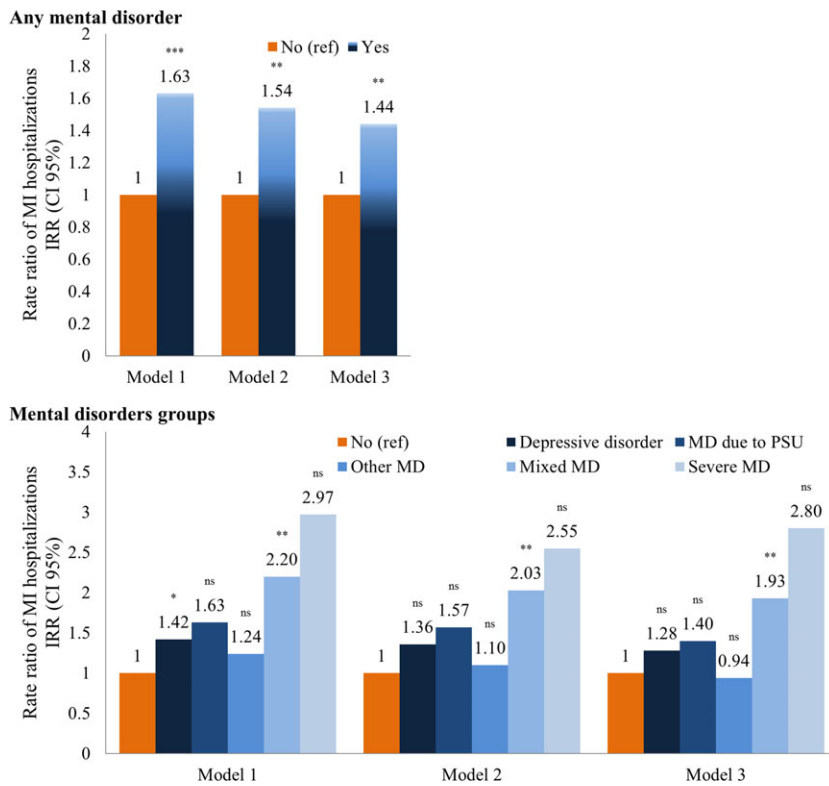 Any mental disorder
Rate ratio of MI hospitalizations
IRR (CI 95%)
2
1.8
1.6
1.4
1.2
1
0.8
0.6
0.4
0.2
0
No (ref) Yes
***
1.63
**
1.54
**
1.44
1
1
1
Model 1 Model 2 Model 3
Mental disorders groups
Rate ratio of MI hospitalizations
IRR (CI 95%)
4
3.5
3
2.5
2
1.5
1
0.5
0
No (ref) Depressive disorder MD due to PSU
Other MD Mixed MD Severe MD
1
*
1.42
ns
1.63
ns
1.24
**
2.20
ns
2.97
1
ns
1.36
ns
1.57
ns
1.10
**
2.03
ns
2.55
1
ns
1.28
ns
1.40
ns
0.94
**
1.93
ns
2.80
Model 1 Model 2 Model 3